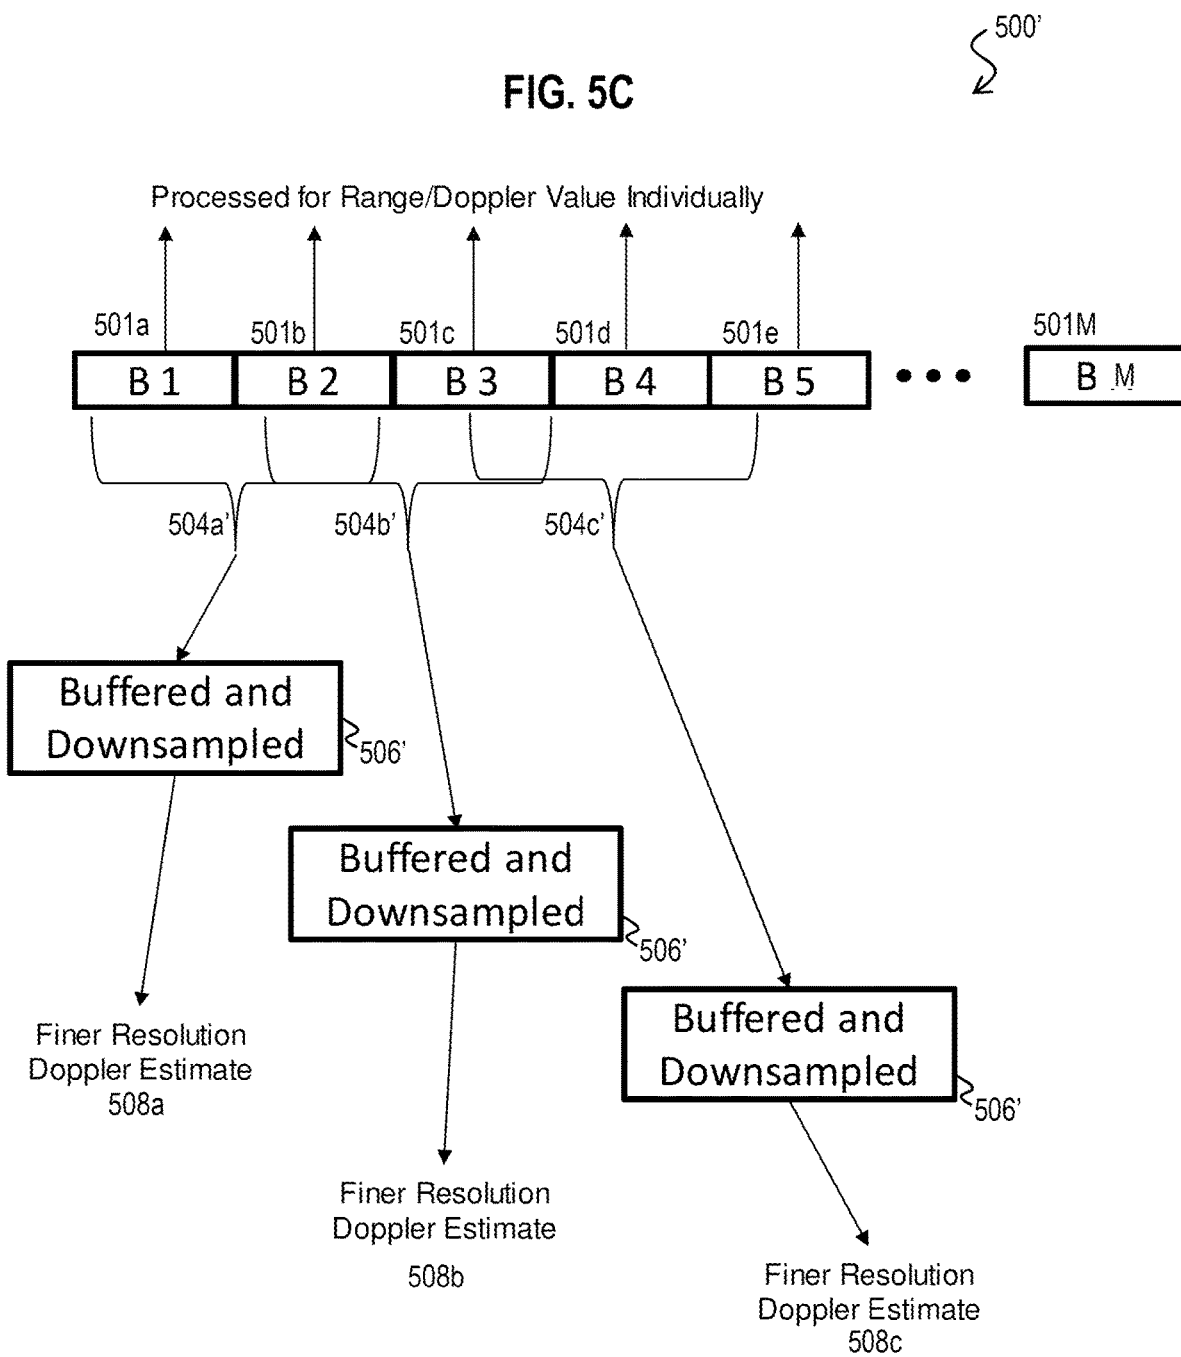 500'
FIG. 5C
Processed for Range/Doppler Value Individually
501a 501b 501c 501d 501e 501M
B 1 B 2 B 3 B 4 B 5 B M
504a' 504b' 504c'
Buffered and
Downsampled
506'
Buffered and
Downsampled
506'
Buffered and
Downsampled
506'
Finer Resolution
Doppler Estimate
508a
Finer Resolution
Doppler Estimate
508b
Finer Resolution
Doppler Estimate
508c